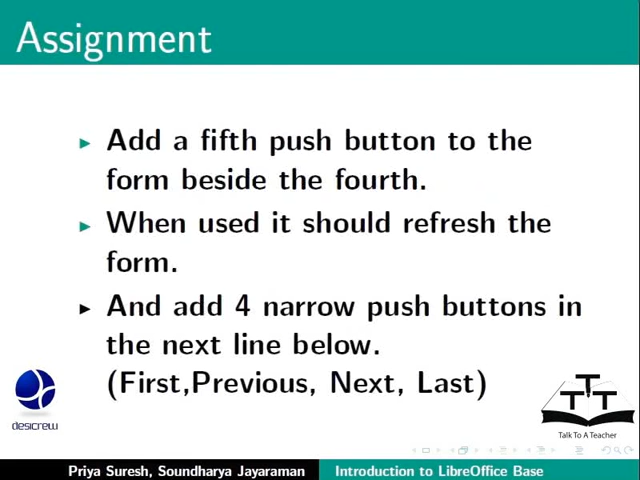 Assignment
Add a fifth push button to the
form beside the fourth.
When used it should refresh the
form.
And add 4 narrow push buttons in
the next line below.
(First,Previous, Next, Last)
desicrew
TTT
Talk To A Teacher
Priya Suresh, Soundharya Jayaraman
Introduction to LibreOffice Base